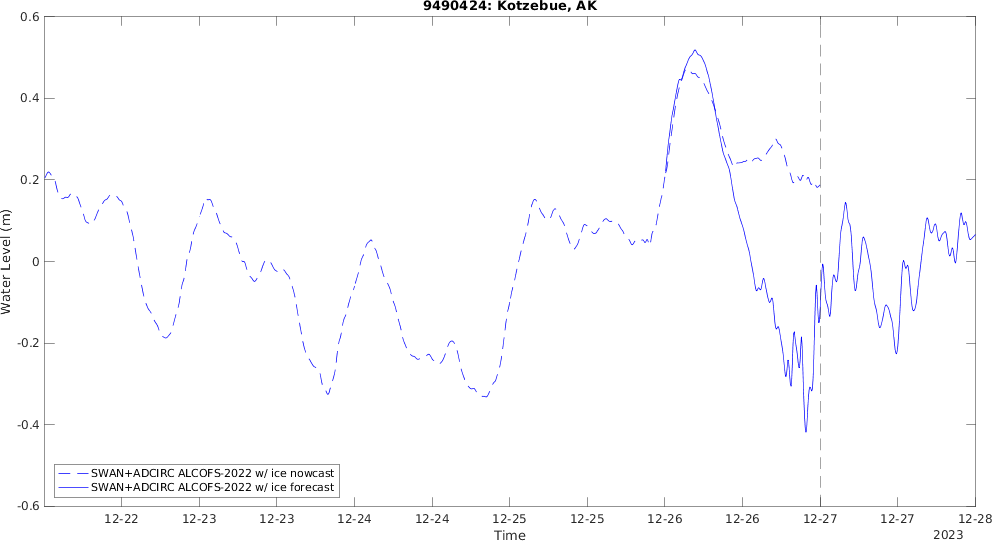 9490424: Kotzebue, AK
0.6
0.4
0.2
0
-0.2
-0.4
-0.6
Water Level (m)
SWAN+ADCIRC ALCOFS-2022 w/ ice nowcast
SWAN+ADCIRC ALCOFS-2022 w/ ice forecast
12-22 12-23 12-23 12-24 12-24 12-25 12-25 12-26 12-26 12-27 12-27 12-28
Time
2023